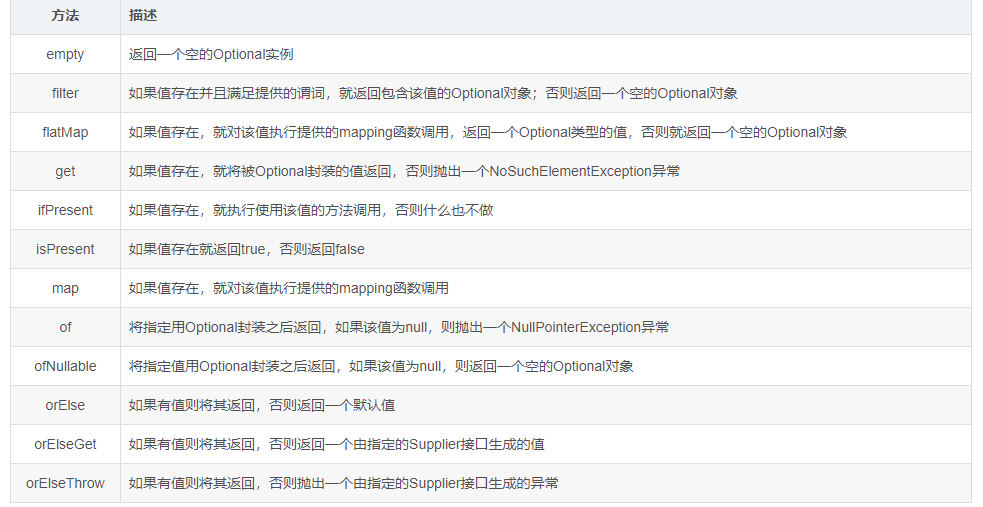 方法 描述
empty 返回一个空的Optional实例
filter 如果值存在并且满足提供的谓词，就返回包含该值的Optional对象；否则返回一个空的Optional对象
flatMap 如果值存在，就对该值执行提供的mapping函数调用，返回一个Optional类型的值，否则就返回一个空的Optional对象
get 如果值存在，就将被Optional封装的值返回，否则抛出一个NoSuchElementException异常
ifPresent 如果值存在，就执行使用该值的方法调用，否则什么也不做
isPresent 如果值存在就返回true，否则返回false
map 如果值存在，就对该值执行提供的mapping函数调用
of 将指定用Optional封装之后返回，如果该值为null，则抛出一个NullPointerException异常
ofNullable 将指定值用Optional封装之后返回，如果该值为null，则返回一个空的Optional对象
orElse 如果有值则将其返回，否则返回一个默认值
orElseGet 如果有值则将其返回，否则返回一个由指定的Supplier接口生成的值
orElseThrow 如果有值则将其返回，否则抛出一个由指定的Supplier接口生成的异常